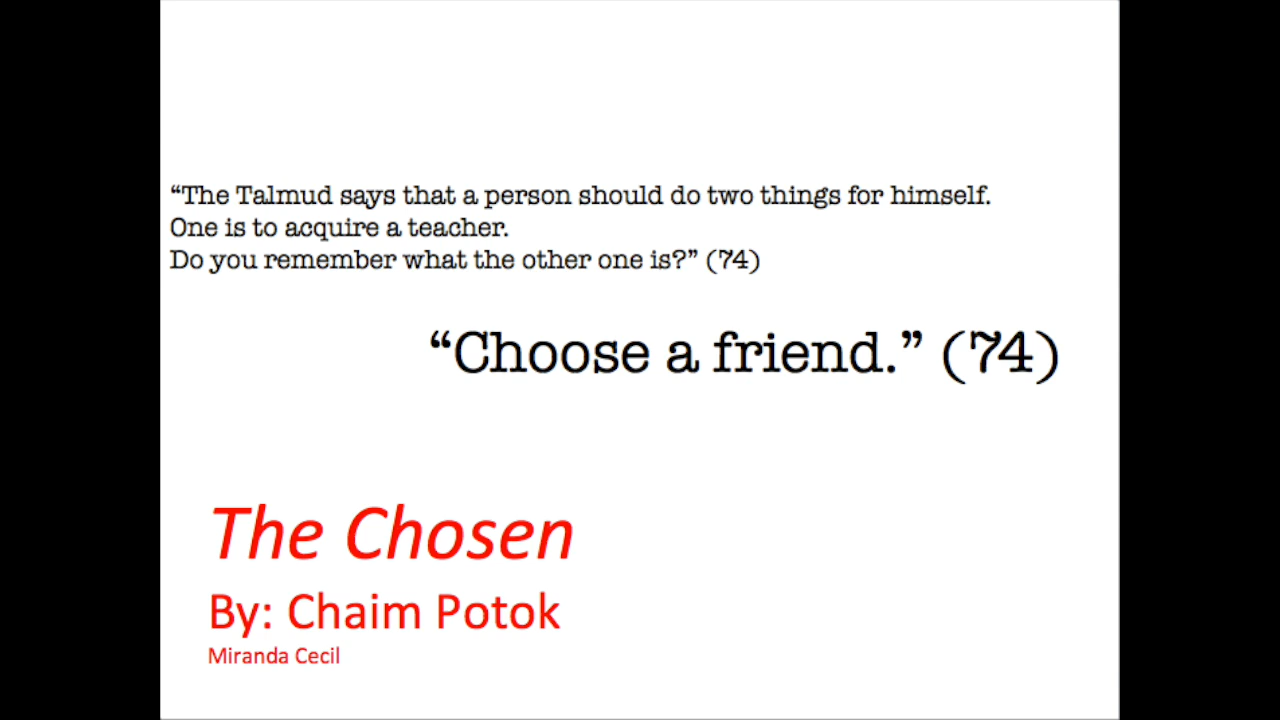 “The Talmud says that a person should do two things for himself.
One is to acquire a teacher.
Do you remember what the other one is?” (74)
“Choose a friend.” (74)
The Chosen
By: Chaim Potok
Miranda Cecil